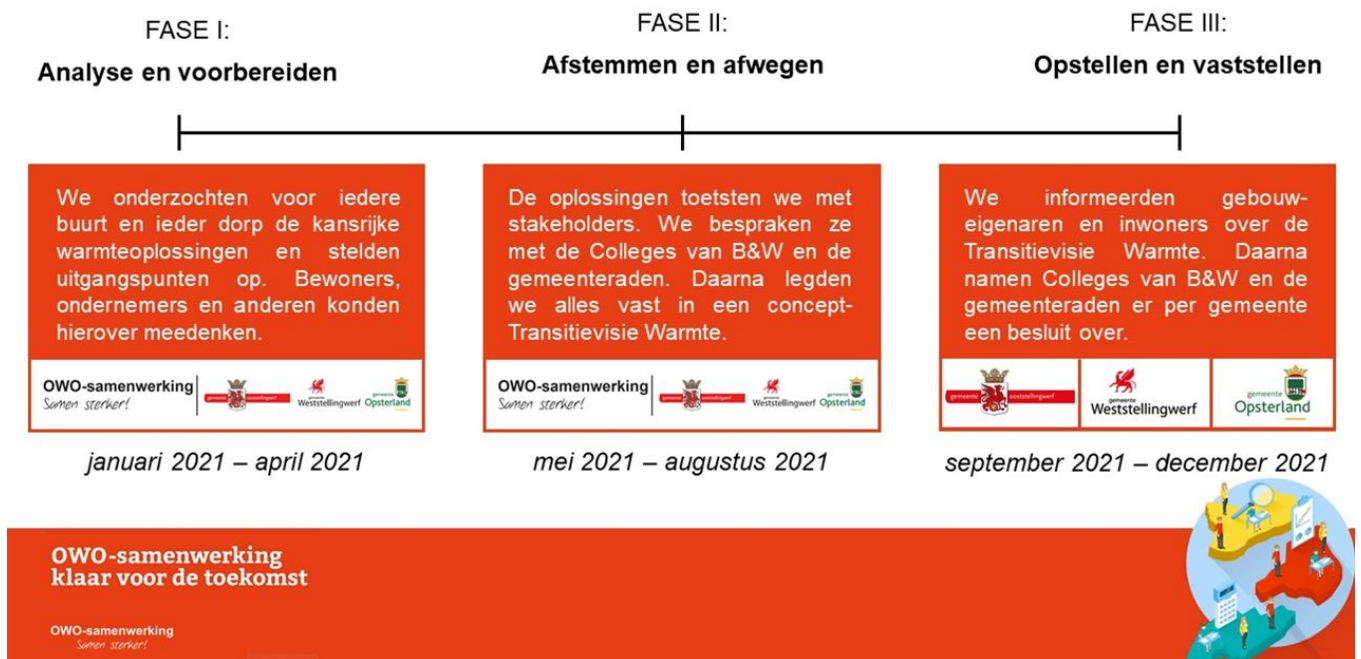 FASE I:
Analyse en voorbereiden
FASE II:
Afstemmen en afwegen
FASE III:
Opstellen en vaststellen
We onderzochten voor iedere
buurt en ieder dorp de kansrijke
warmteoplossingen en stelden
uitgangspunten op. Bewoners,
ondernemers en anderen konden
hierover meedenken.
OWO-samenwerking
Samen sterker!
gemeente ooststellingwerf
gemeente
Weststellingwerf
gemeente
Opsterland
januari 2021 – april 2021
De oplossingen toetsten we met
stakeholders. We bespraken ze
met de Colleges van B&W en de
gemeenteraden. Daarna legden
we alles vast in een concept-
Transitievisie Warmte.
OWO-samenwerking
Samen sterker!
gemeente ooststellingwerf
gemeente
Weststellingwerf
gemeente
Opsterland
mei 2021 – augustus 2021
We informeerden gebouw-
eigenaren en inwoners over de
Transitievisie Warmte. Daarna
namen Colleges van B&W en de
gemeenteraden er per gemeente
een besluit over.
gemeente ooststellingwerf
gemeente
Weststellingwerf
gemeente
Opsterland
september 2021 – december 2021
OWO-samenwerking
klaar voor de toekomst
OWO-samenwerking
Samen sterker!